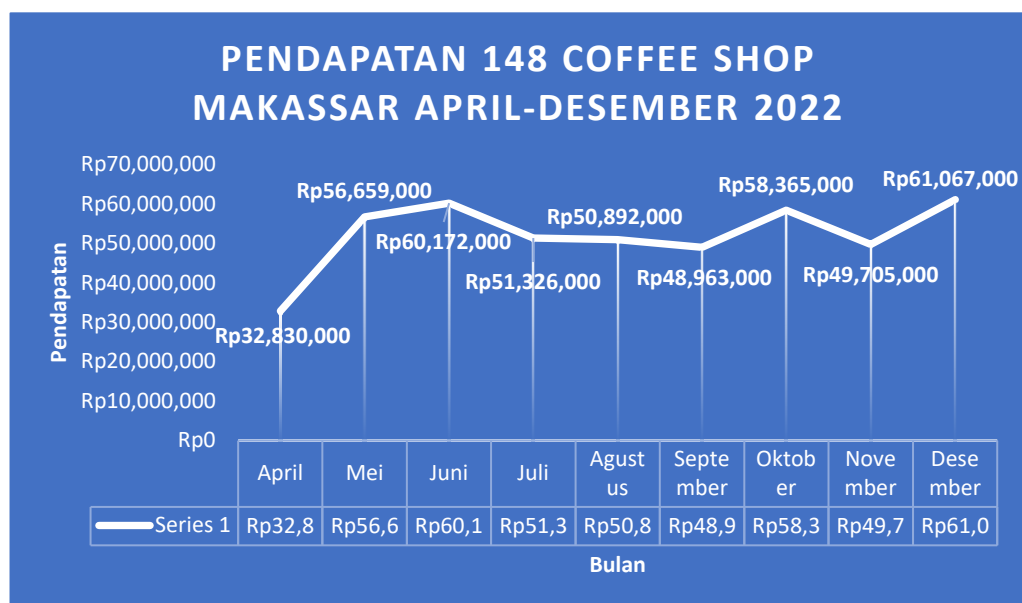 PENDAPATAN 148 COFFEE SHOP
MAKASSAR APRIL-DESEMBER 2022
Rp70,000,000
Rp60,000,000
Rp50,000,000
Rp40,000,000
Rp30,000,000
Rp20,000,000
Rp10,000,000
Rp0
Pendapatan
Rp32,830,000
Rp56,659,000
Rp60,172,000
Rp51,326,000
Rp50,892,000
Rp48,963,000
Rp58,365,000
Rp49,705,000
Rp61,067,000
April Mei Juni Juli Agust Septe Oktob Nove Dese
us mber er mber mber
Series 1 Rp32,8 Rp56,6 Rp60,1 Rp51,3 Rp50,8 Rp48,9 Rp58,3 Rp49,7 Rp61,0
Bulan